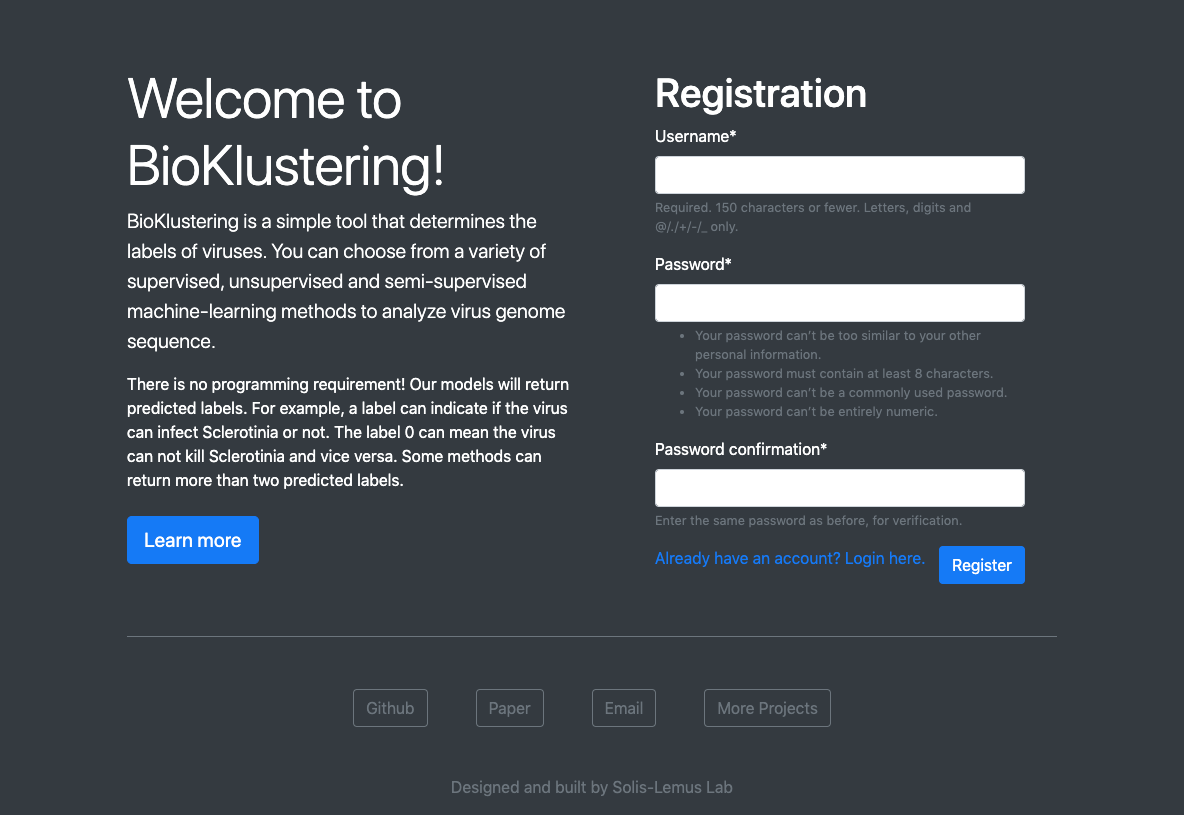 Welcome to
BioKlustering!
BioKlustering is a simple tool that determines the
labels of viruses. You can choose from a variety of
supervised, unsupervised and semi-supervised
machine-learning methods to analyze virus genome
sequence.
There is no programming requirement! Our models will return
predicted labels. For example, a label can indicate if the virus
can infect Sclerotinia or not. The label 0 can mean the virus
can not kill Sclerotinia and vice versa. Some methods can
return more than two predicted labels.
Learn more
Registration
Username*
Required. 150 characters or fewer. Letters, digits and
@/./+/-/_ only.
Password*
• Your password can’t be too similar to your other
personal information.
• Your password must contain at least 8 characters.
• Your password can’t be a commonly used password.
• Your password can’t be entirely numeric.
Password confirmation*
Enter the same password as before, for verification.
Already have an account? Login here.
Register
Github
Paper
Email
More Projects
Designed and built by Solis-Lemus Lab